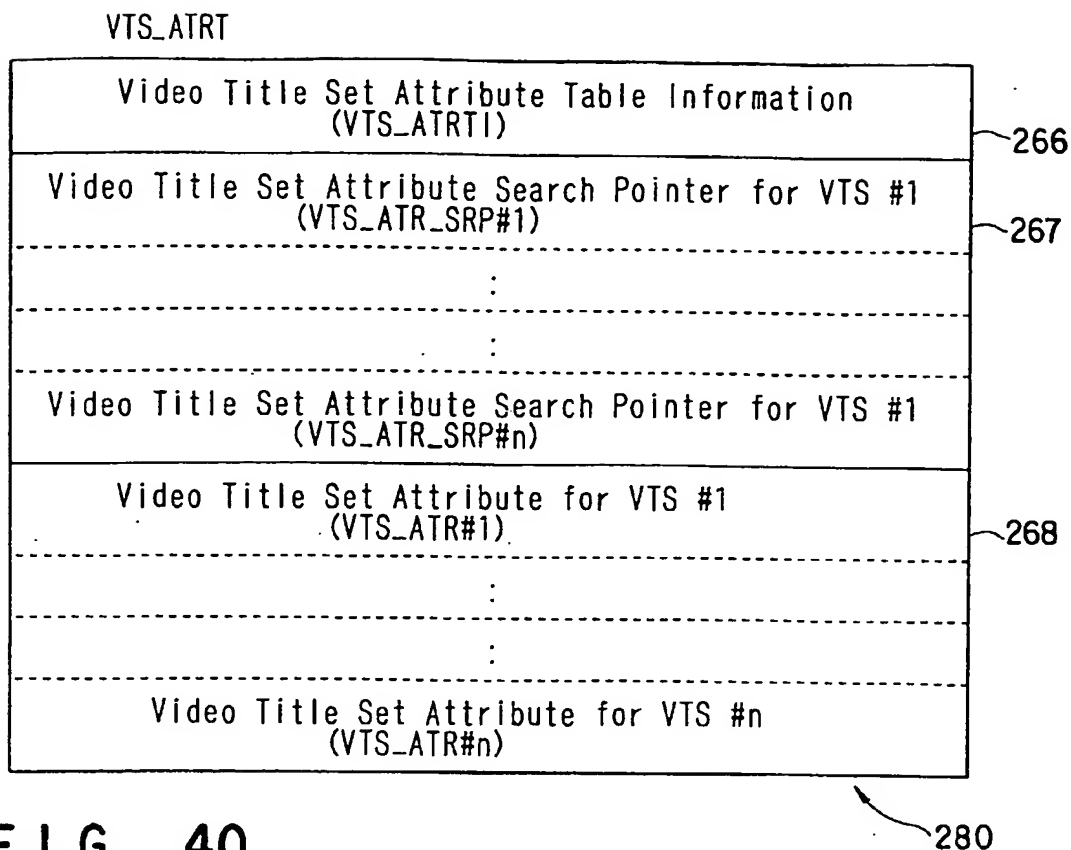 VTS_ATRT
Video Title Set Attribute Table Information
(VTS_ATRTI)
266
Video Title Set Attribute Search Pointer for VTS #1
(VTS_ATR_SRP#1)
267
:
:
Video Title Set Attribute Search Pointer for VTS #1
(VTS_ATR_SRP#n)
Video Title Set Attribute for VTS #1
(VTS_ATR#1)
268
:
:
Video Title Set Attribute for VTS #n
(VTS_ATR#n)
280
FIG. 40